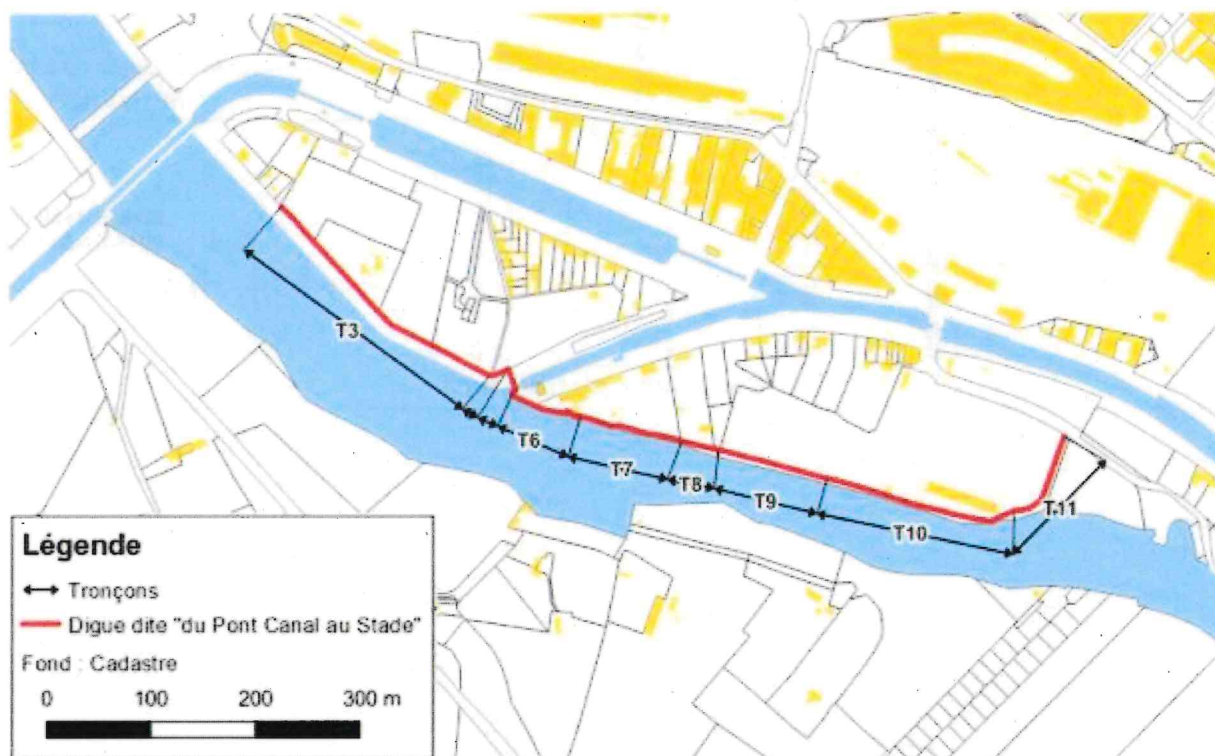 T3
T6
T7
T8
T9
T10
T11
Légende
Tronçons
Digue dite "du Pont Canal au Stade"
Fond : Cadastre
0 100 200 300 m